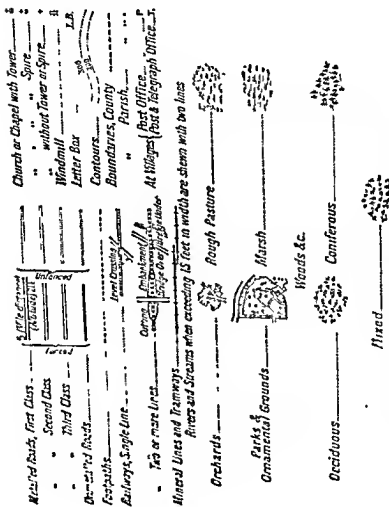 Metalled Roads, First Class
" Second Class
" Third Class
Unmetalled Roads
Fenced
Unfenced
Footpaths
Railways, Single Line
Level Crossing
" Two or more lines
Cutting
Embankment
Mineral Lines and Tramways
Rivers and Streams when exceeding 15 feet in width are shewn with two lines
Church or Chapel with Tower
" " " Spire
" " without Tower or Spire
Windmill
Letter Box L.B.
Contours 200 100
Boundaries, County
" Parish
At Villages Post Office P
Post & Telegraph Office T
Orchards
Rough Pasture
Parks & Ornamental Grounds
Marsh
Woods &c.
Deciduous
Coniferous
Mixed